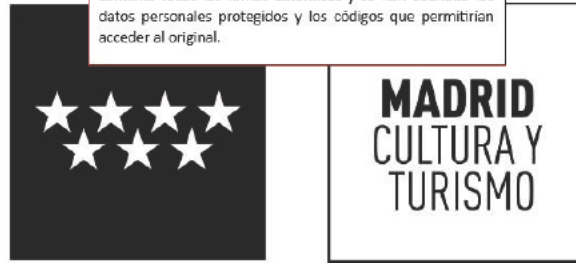 datos personales protegidos y los códigos que permitirían
acceder al original.
MADRID
CULTURA Y
TURISMO